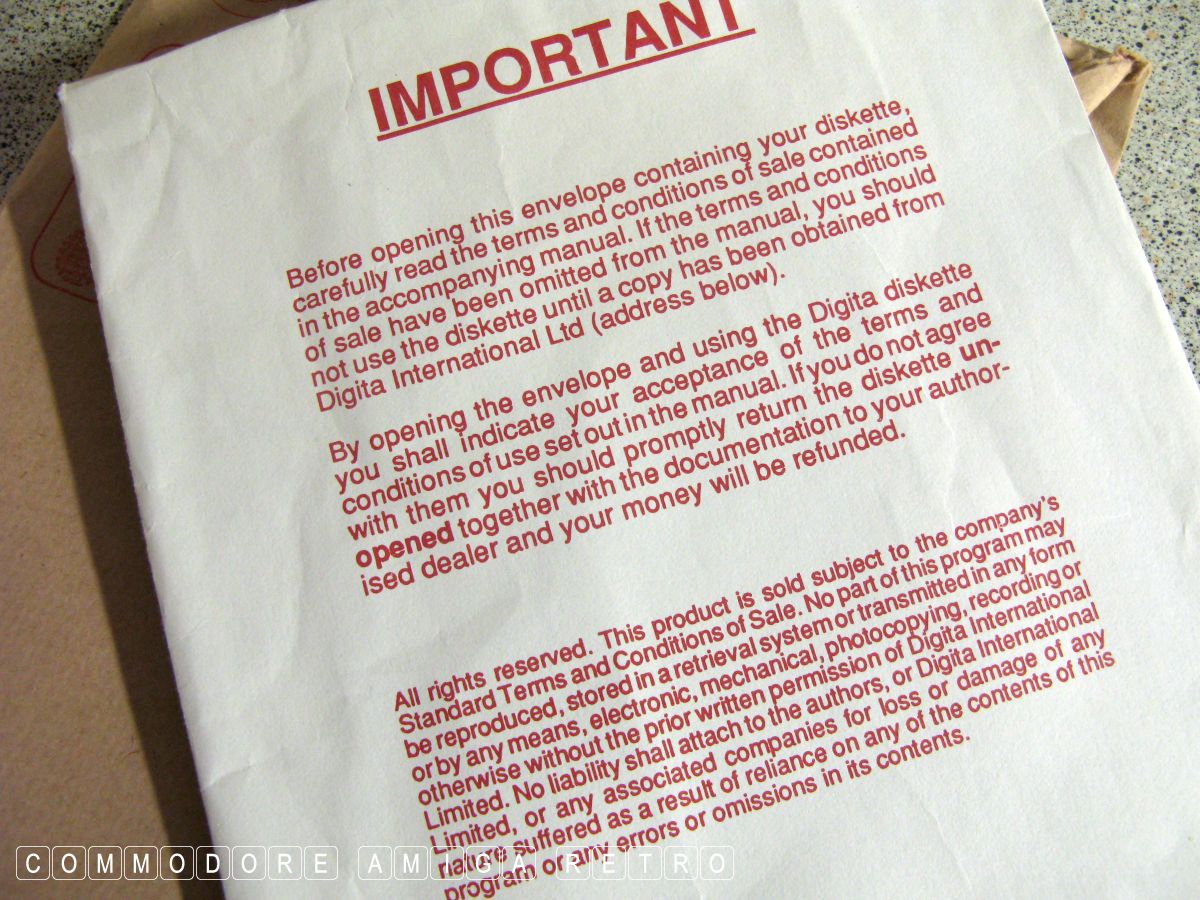 IMPORTANT
Before opening this envelope containing your diskette,
carefully read the terms and conditions of sale contained
in the accompanying manual. If the terms and conditions
of sale have been omitted from the manual, you should
not use the diskette until a copy has been obtained from
Digita International Ltd (address below).
By opening the envelope and using the Digita diskette
you shall indicate your acceptance of the terms and
conditions of use set out in the manual. If you do not agree
with them you should promptly return the diskette un-
opened together with the documentation to your author-
ised dealer and your money will be refunded.
All rights reserved. This product is sold subject to the company's
Standard Terms and Conditions of Sale. No part of this program may
be reproduced, stored in a retrieval system or transmitted in any form
or by any means, electronic, mechanical, photocopying, recording or
otherwise without the prior written permission of Digita International
Limited. No liability shall attach to the authors, or Digita International
Limited, or any associated companies for loss or damage of any
nature suffered as a result of reliance on any of the contents of this
program or any errors or omissions in its contents.
COMMODORE AMIGA RETRO